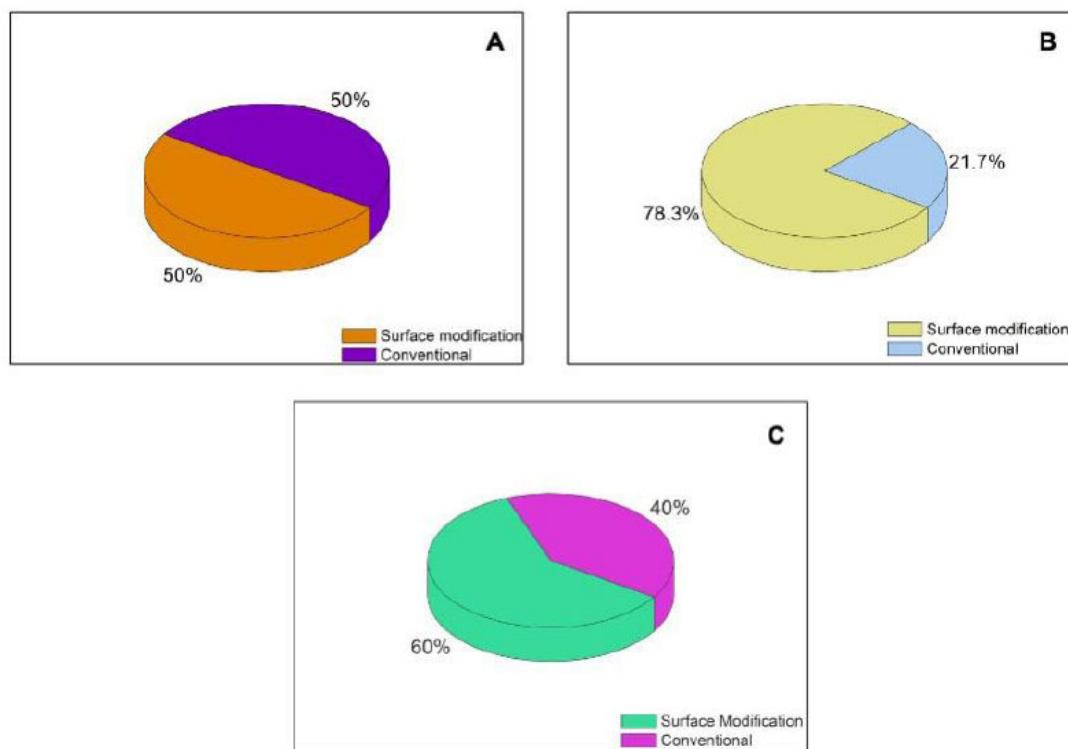 A
50%
50%
Surface modification
Conventional
B
21.7%
78.3%
Surface modification
Conventional
C
40%
60%
Surface Modification
Conventional